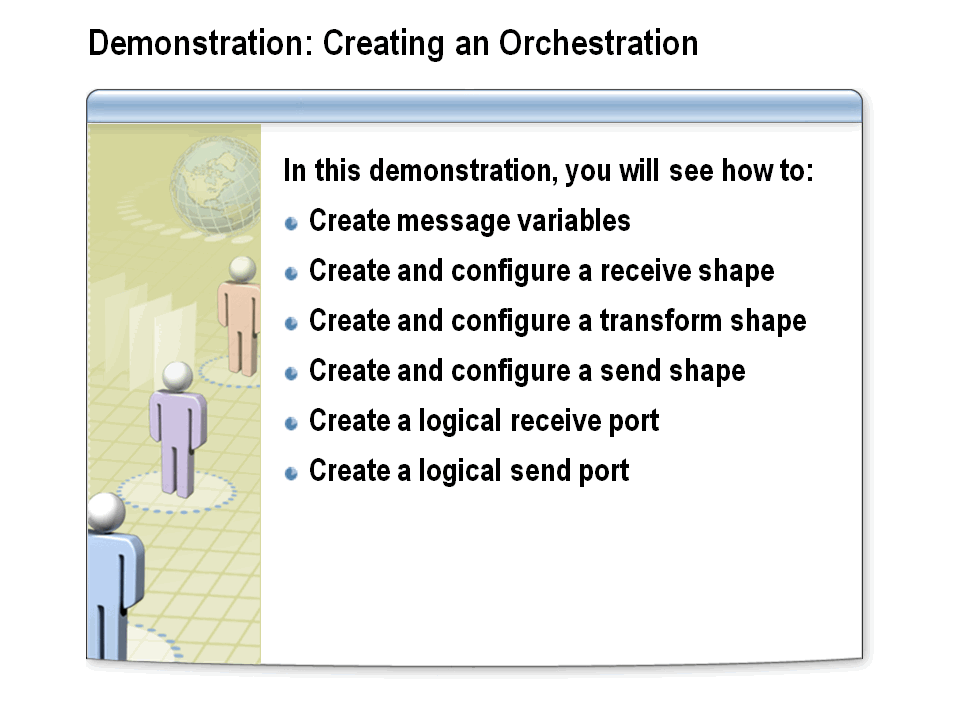 Demonstration: Creating an Orchestration
In this demonstration, you will see how to:
Create message variables
Create and configure a receive shape
Create and configure a transform shape
Create and configure a send shape
Create a logical receive port
Create a logical send port